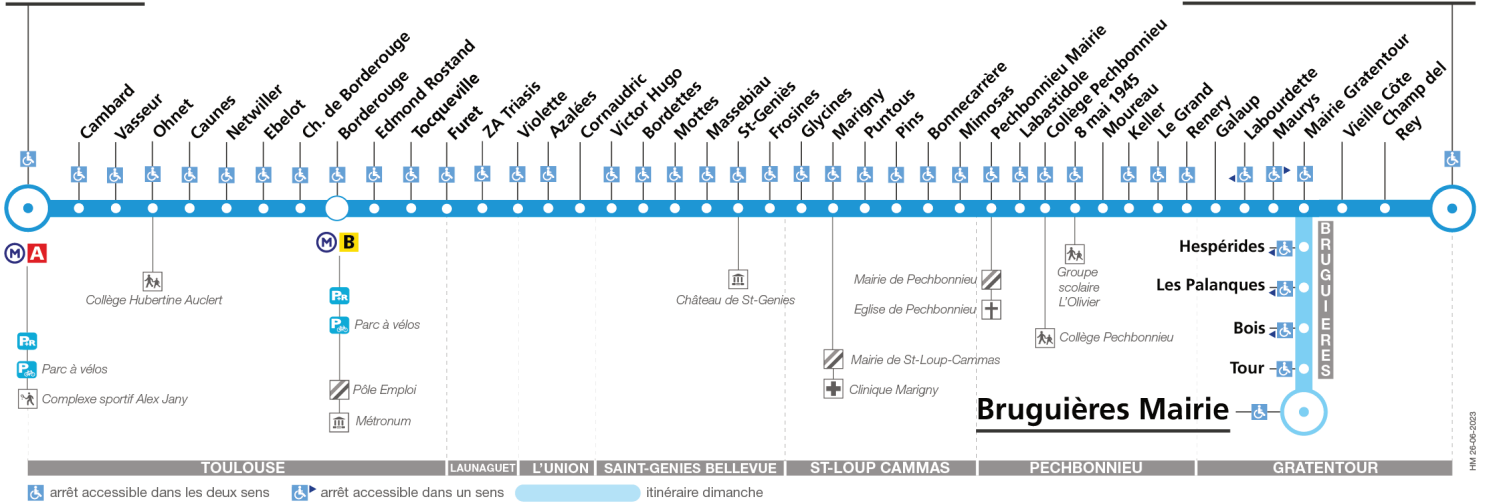 Cambard
Vasseur
Ohnet
Caunes
Netwiller
Ebelot
Ch. de Borderouge
Borderouge
Edmond Rostand
Tocqueville
Furet
ZA Triasis
Violette
Azalées
Cornaudric
Victor Hugo
Bordettes
Mottes
Massebiau
St-Geniès
Frosines
Glycines
Marigny
Puntous
Pins
Bonnecarrère
Mimosas
Pechbonnieu Mairie
Labastidole
Collège Pechbonnieu
8 mai 1945
Moureau
Keller
Le Grand
Renery
Galaup
Labourdette
Maurys
Mairie Gratentour
Vieille Côte
Champ del
Rey
M A
M B
Collège Hubertine Auclert
P+R
Parc à vélos
Pôle Emploi
Métronum
P+R
Parc à vélos
Complexe sportif Alex Jany
Château de St-Genies
Mairie de Pechbonnieu
Eglise de Pechbonnieu
Groupe
scolaire
L'Olivier
Collège Pechbonnieu
Mairie de St-Loup-Cammas
Clinique Marigny
Hespérides
Les Palanques
Bois
Tour
Bruguières Mairie
BRUGUIERES
HM 26-06-2023
TOULOUSE
LAUNAGUET
L'UNION
SAINT-GENIES BELLEVUE
ST-LOUP CAMMAS
PECHBONNIEU
GRATENTOUR
arrêt accessible dans les deux sens
arrêt accessible dans un sens
itinéraire dimanche